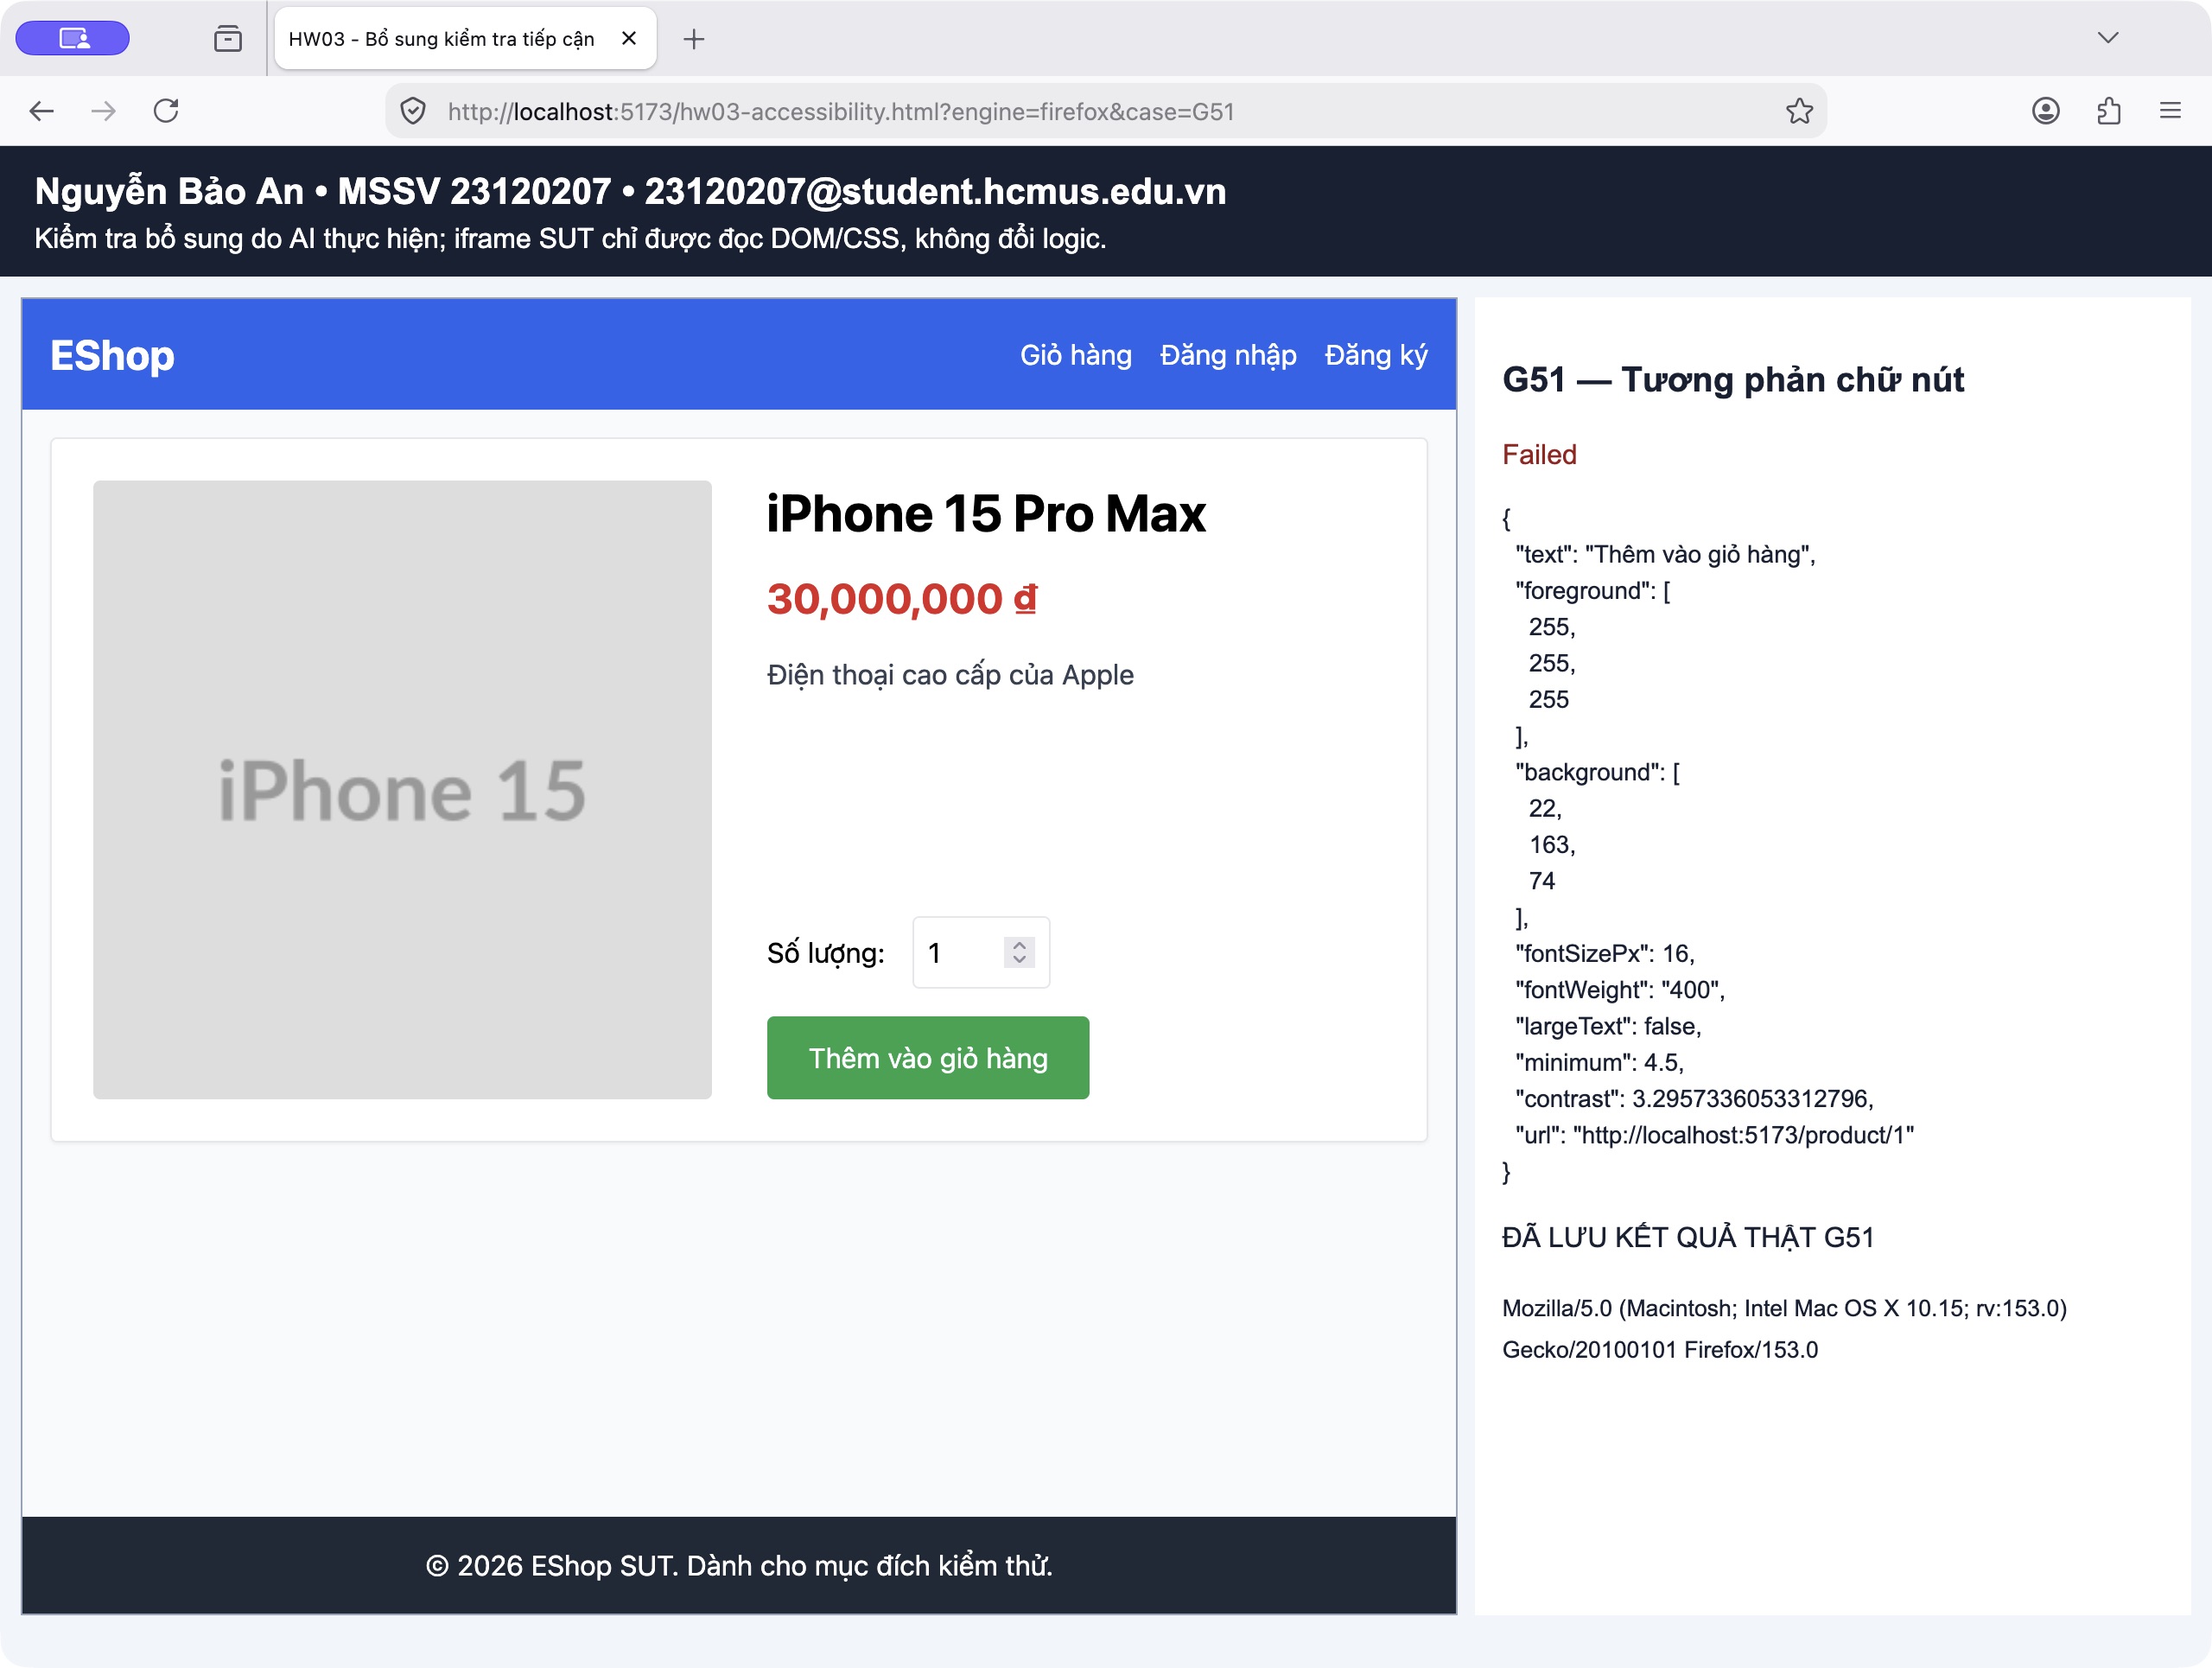 HW03 - Bổ sung kiểm tra tiếp cận
http://localhost:5173/hw03-accessibility.html?engine=firefox&case=G51
Nguyễn Bảo An • MSSV 23120207 • 23120207@student.hcmus.edu.vn
Kiểm tra bổ sung do AI thực hiện; iframe SUT chỉ được đọc DOM/CSS, không đổi logic.
EShop
Giỏ hàng Đăng nhập Đăng ký
iPhone 15
iPhone 15 Pro Max
30,000,000 ₫
Điện thoại cao cấp của Apple
Số lượng: 1
Thêm vào giỏ hàng
© 2026 EShop SUT. Dành cho mục đích kiểm thử.
G51 — Tương phản chữ nút
Failed
{
"text": "Thêm vào giỏ hàng",
"foreground": [
255,
255,
255
],
"background": [
22,
163,
74
],
"fontSizePx": 16,
"fontWeight": "400",
"largeText": false,
"minimum": 4.5,
"contrast": 3.2957336053312796,
"url": "http://localhost:5173/product/1"
}
ĐÃ LƯU KẾT QUẢ THẬT G51
Mozilla/5.0 (Macintosh; Intel Mac OS X 10.15; rv:153.0)
Gecko/20100101 Firefox/153.0